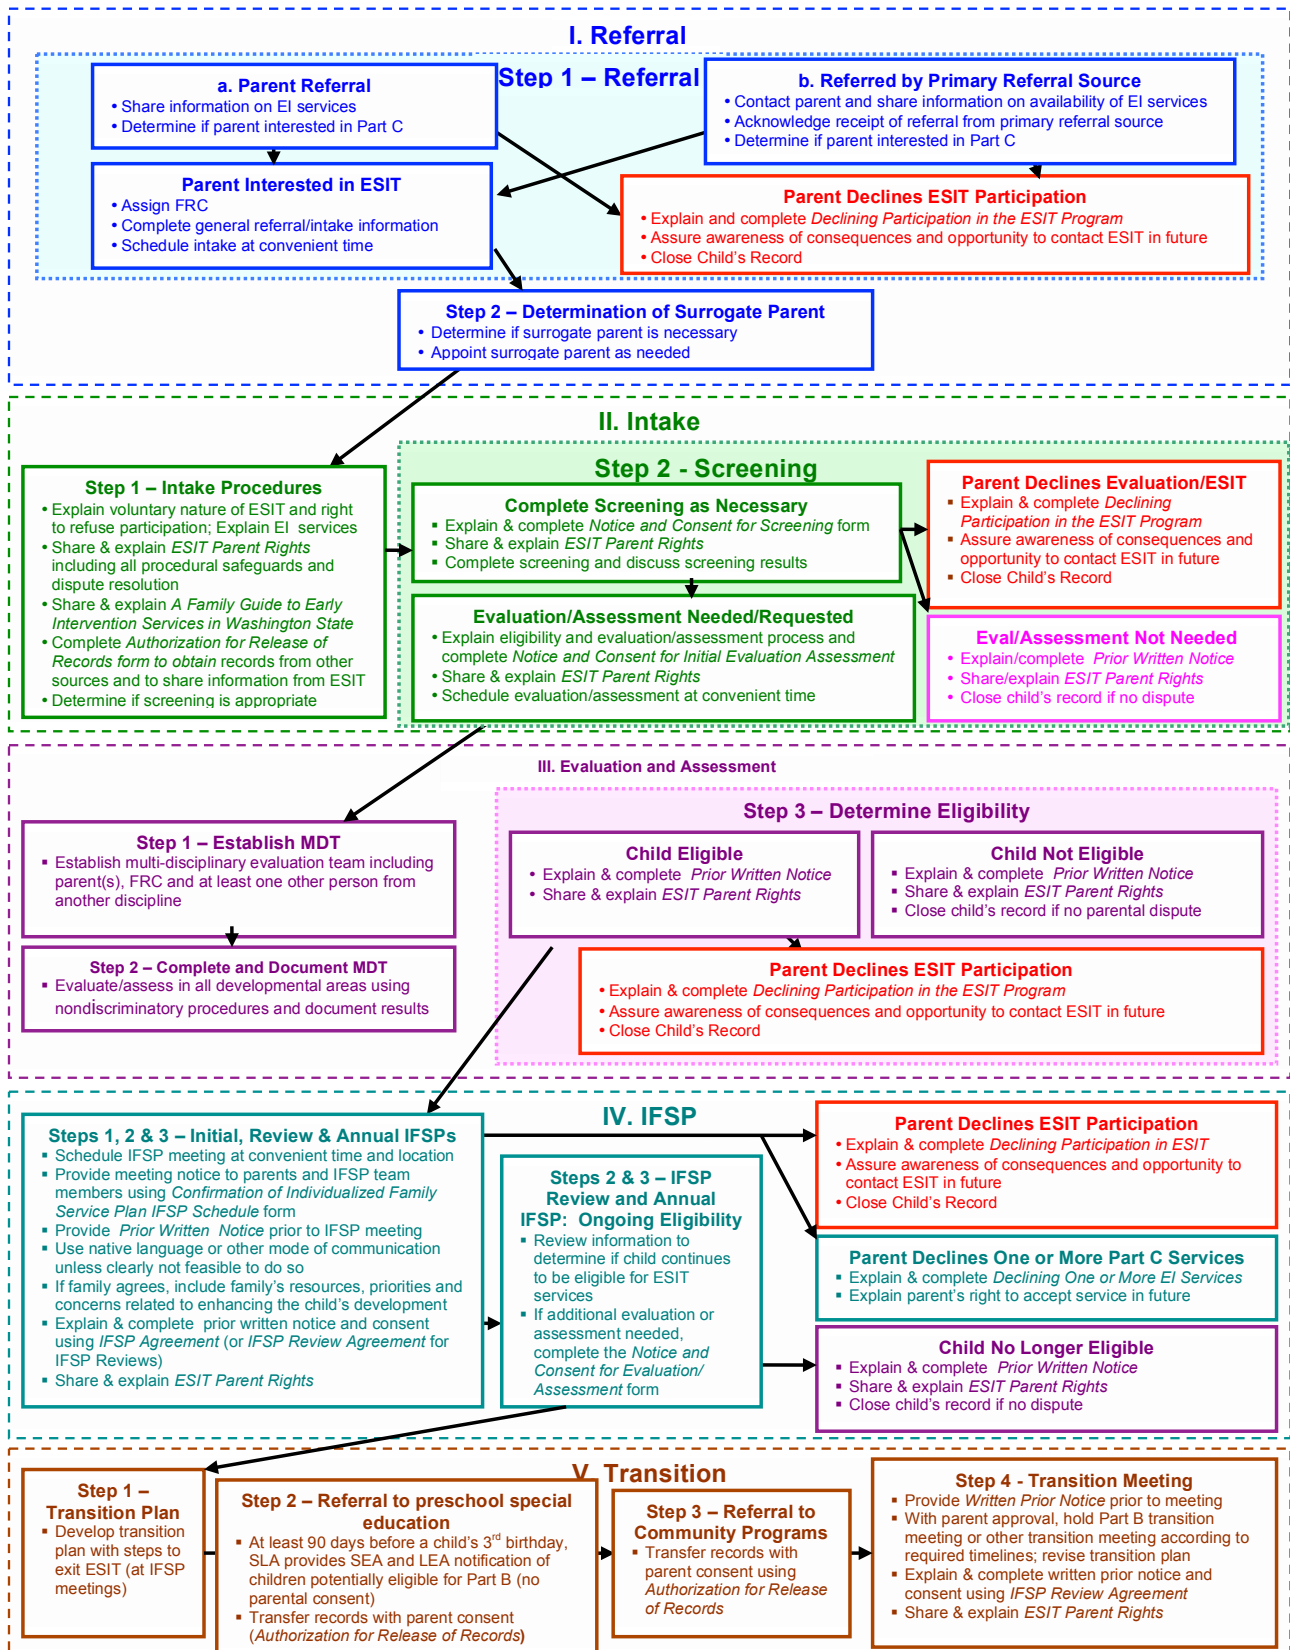 I. Referral
Step 1 – Referral
a. Parent Referral
• Share information on EI services
• Determine if parent interested in Part C
b. Referred by Primary Referral Source
• Contact parent and share information on availability of EI services
• Acknowledge receipt of referral from primary referral source
• Determine if parent interested in Part C
Parent Interested in ESIT
• Assign FRC
• Complete general referral/intake information
• Schedule intake at convenient time
Parent Declines ESIT Participation
• Explain and complete Declining Participation in the ESIT Program
• Assure awareness of consequences and opportunity to contact ESIT in future
• Close Child's Record
Step 2 – Determination of Surrogate Parent
• Determine if surrogate parent is necessary
• Appoint surrogate parent as needed
II. Intake
Step 1 – Intake Procedures
• Explain voluntary nature of ESIT and right
to refuse participation; Explain EI services
• Share & explain ESIT Parent Rights
including all procedural safeguards and
dispute resolution
• Share & explain A Family Guide to Early
Intervention Services in Washington State
• Complete Authorization for Release of
Records form to obtain records from other
sources and to share information from ESIT
• Determine if screening is appropriate
Step 2 - Screening
Complete Screening as Necessary
▪ Explain & complete Notice and Consent for Screening form
▪ Share & explain ESIT Parent Rights
▪ Complete screening and discuss screening results
Evaluation/Assessment Needed/Requested
• Explain eligibility and evaluation/assessment process and
complete Notice and Consent for Initial Evaluation Assessment
• Share & explain ESIT Parent Rights
• Schedule evaluation/assessment at convenient time
Parent Declines Evaluation/ESIT
▪ Explain & complete Declining
Participation in the ESIT Program
▪ Assure awareness of consequences and
opportunity to contact ESIT in future
▪ Close Child's Record
Eval/Assessment Not Needed
• Explain/complete Prior Written Notice
• Share/explain ESIT Parent Rights
• Close child's record if no dispute
III. Evaluation and Assessment
Step 1 – Establish MDT
▪ Establish multi-disciplinary evaluation team including
parent(s), FRC and at least one other person from
another discipline
Step 2 – Complete and Document MDT
▪ Evaluate/assess in all developmental areas using
nondiscriminatory procedures and document results
Step 3 – Determine Eligibility
Child Eligible
• Explain & complete Prior Written Notice
• Share & explain ESIT Parent Rights
Child Not Eligible
▪ Explain & complete Prior Written Notice
▪ Share & explain ESIT Parent Rights
▪ Close child's record if no parental dispute
Parent Declines ESIT Participation
• Explain & complete Declining Participation in the ESIT Program
• Assure awareness of consequences and opportunity to contact ESIT in future
• Close Child's Record
IV. IFSP
Steps 1, 2 & 3 – Initial, Review & Annual IFSPs
▪ Schedule IFSP meeting at convenient time and location
▪ Provide meeting notice to parents and IFSP team
members using Confirmation of Individualized Family
Service Plan IFSP Schedule form
▪ Provide Prior Written Notice prior to IFSP meeting
▪ Use native language or other mode of communication
unless clearly not feasible to do so
▪ If family agrees, include family's resources, priorities and
concerns related to enhancing the child's development
▪ Explain & complete prior written notice and consent
using IFSP Agreement (or IFSP Review Agreement for
IFSP Reviews)
▪ Share & explain ESIT Parent Rights
Steps 2 & 3 – IFSP
Review and Annual
IFSP: Ongoing Eligibility
▪ Review information to
determine if child continues
to be eligible for ESIT
services
▪ If additional evaluation or
assessment needed,
complete the Notice and
Consent for Evaluation/
Assessment form
Parent Declines ESIT Participation
• Explain & complete Declining Participation in ESIT
• Assure awareness of consequences and opportunity to
contact ESIT in future
• Close Child's Record
Parent Declines One or More Part C Services
▪ Explain & complete Declining One or More EI Services
▪ Explain parent's right to accept service in future
Child No Longer Eligible
▪ Explain & complete Prior Written Notice
▪ Share & explain ESIT Parent Rights
▪ Close child's record if no dispute
V. Transition
Step 1 –
Transition Plan
▪ Develop transition
plan with steps to
exit ESIT (at IFSP
meetings)
Step 2 – Referral to preschool special
education
▪ At least 90 days before a child's 3rd birthday,
SLA provides SEA and LEA notification of
children potentially eligible for Part B (no
parental consent)
▪ Transfer records with parent consent
(Authorization for Release of Records)
Step 3 – Referral to
Community Programs
▪ Transfer records with
parent consent using
Authorization for Release
of Records
Step 4 - Transition Meeting
▪ Provide Written Prior Notice prior to meeting
▪ With parent approval, hold Part B transition
meeting or other transition meeting according to
required timelines; revise transition plan
▪ Explain & complete written prior notice and
consent using IFSP Review Agreement
▪ Share & explain ESIT Parent Rights